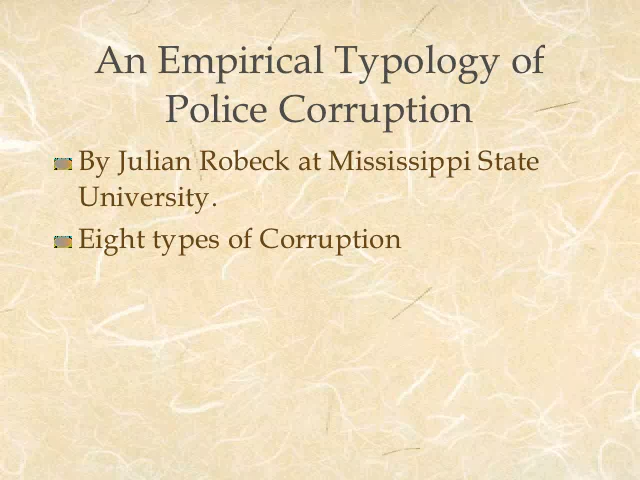 An Empirical Typology of
Police Corruption
By Julian Robeck at Mississippi State
University.
Eight types of Corruption